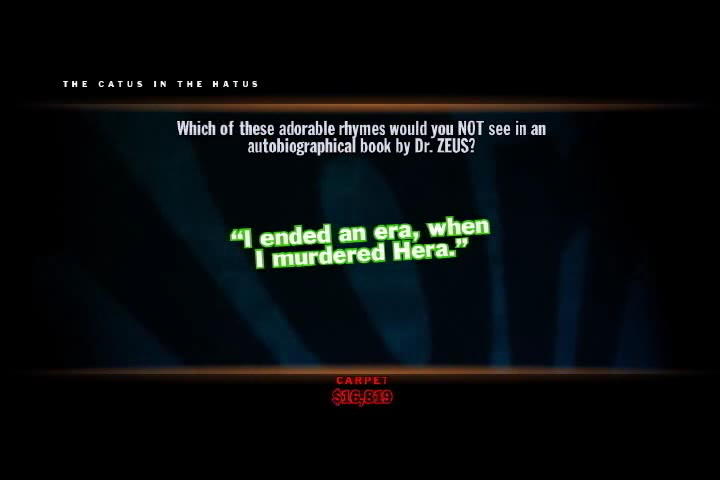 THE CATUS IN THE HATUS
Which of these adorable rhymes would you NOT see in an
autobiographical book by Dr. ZEUS?
“I ended an era, when
I murdered Hera.”
CARPET
$16,819